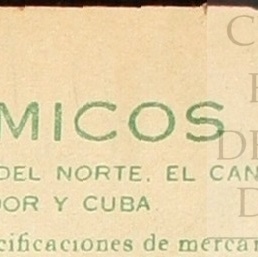 MICOS
DEL NORTE, EL CAN
DOR Y CUBA
cificaciones de mercan